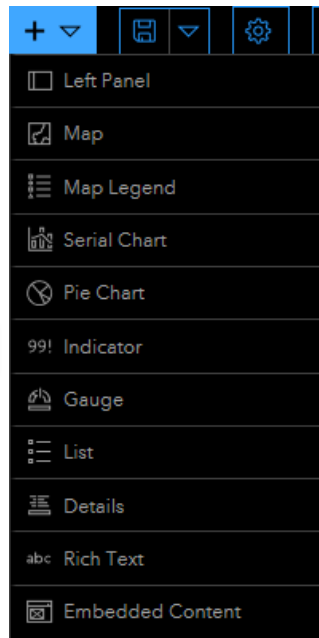 Left Panel
Map
Map Legend
Serial Chart
Pie Chart
99! Indicator
Gauge
List
Details
abc Rich Text
Embedded Content